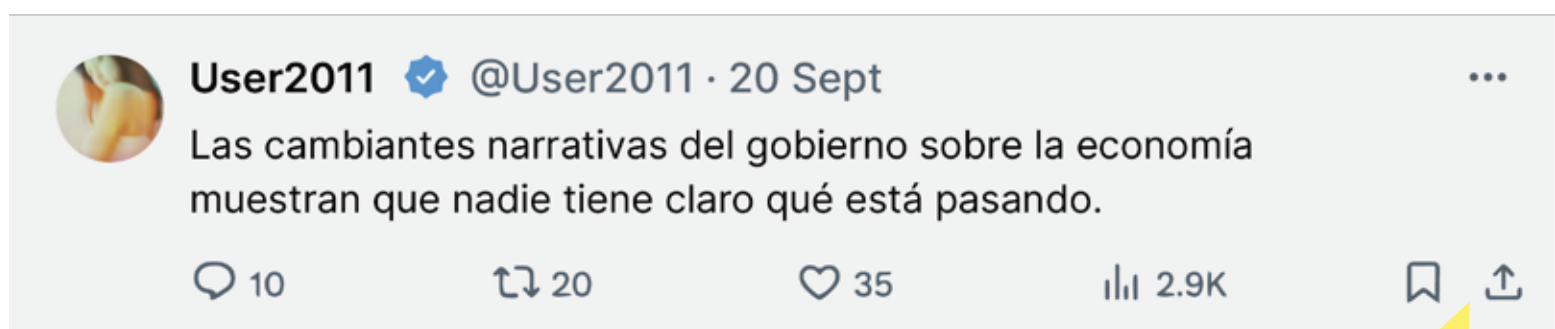 User2011 @User2011 · 20 Sept
Las cambiantes narrativas del gobierno sobre la economía
muestran que nadie tiene claro qué está pasando.
10 20 35 2.9K